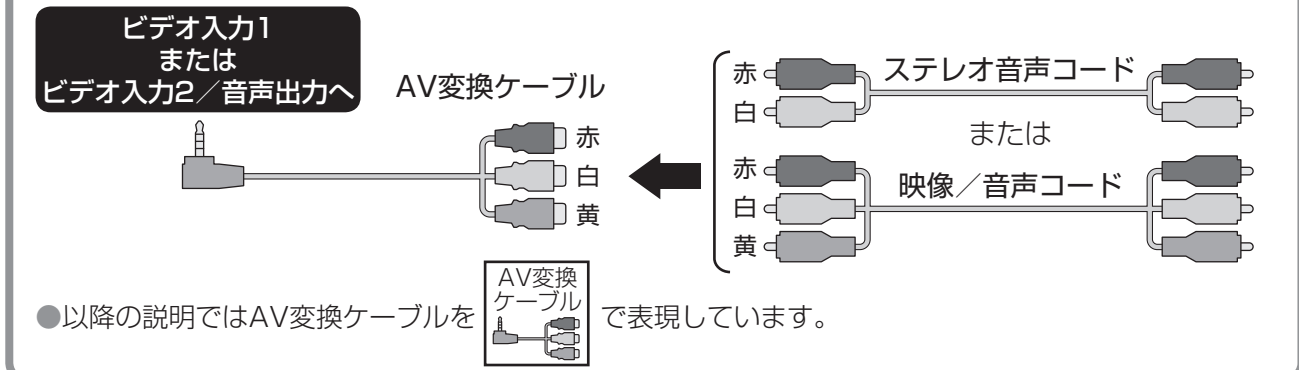 ビデオ入力1
または
ビデオ入力2／音声出力へ
AV変換ケーブル
赤
白
黄
赤
白
ステレオ音声コード
または
赤
白
黄
映像／音声コード
●以降の説明ではAV変換ケーブルを
AV変換
ケーブル
で表現しています。